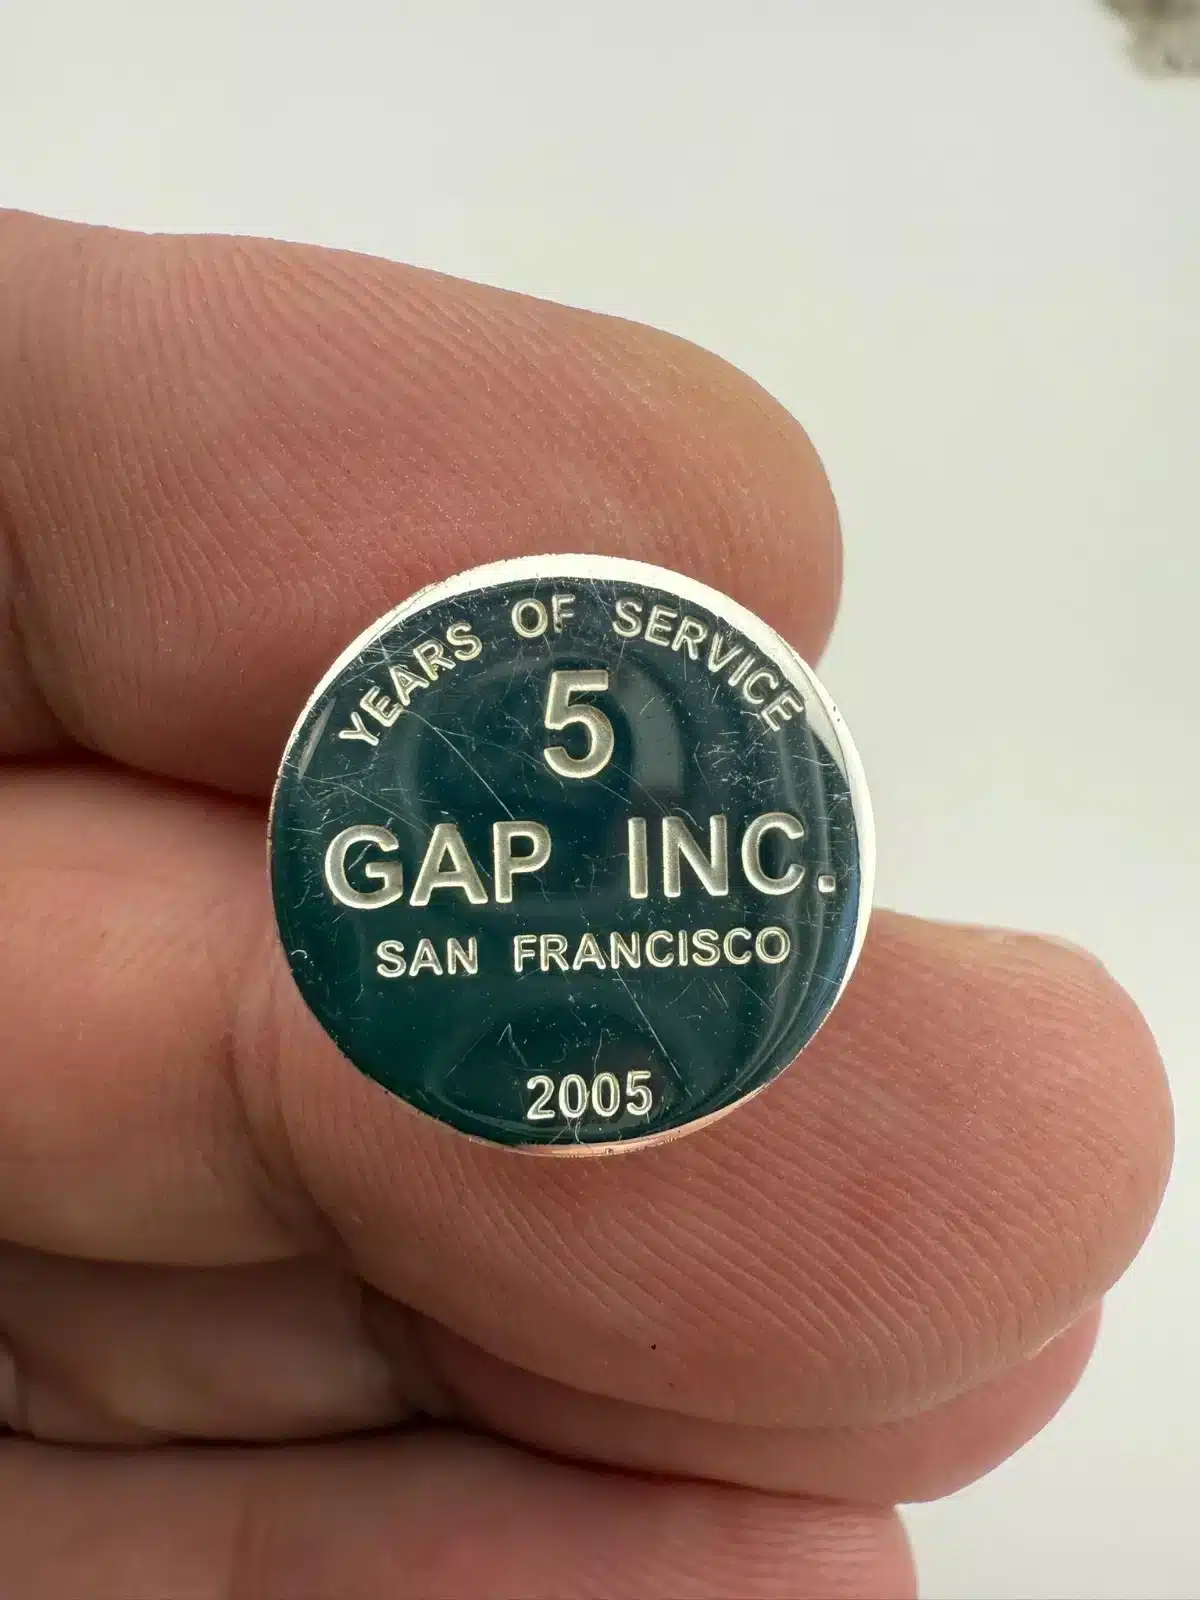 YEARS OF SERVICE
5
GAP INC.
SAN FRANCISCO
2005